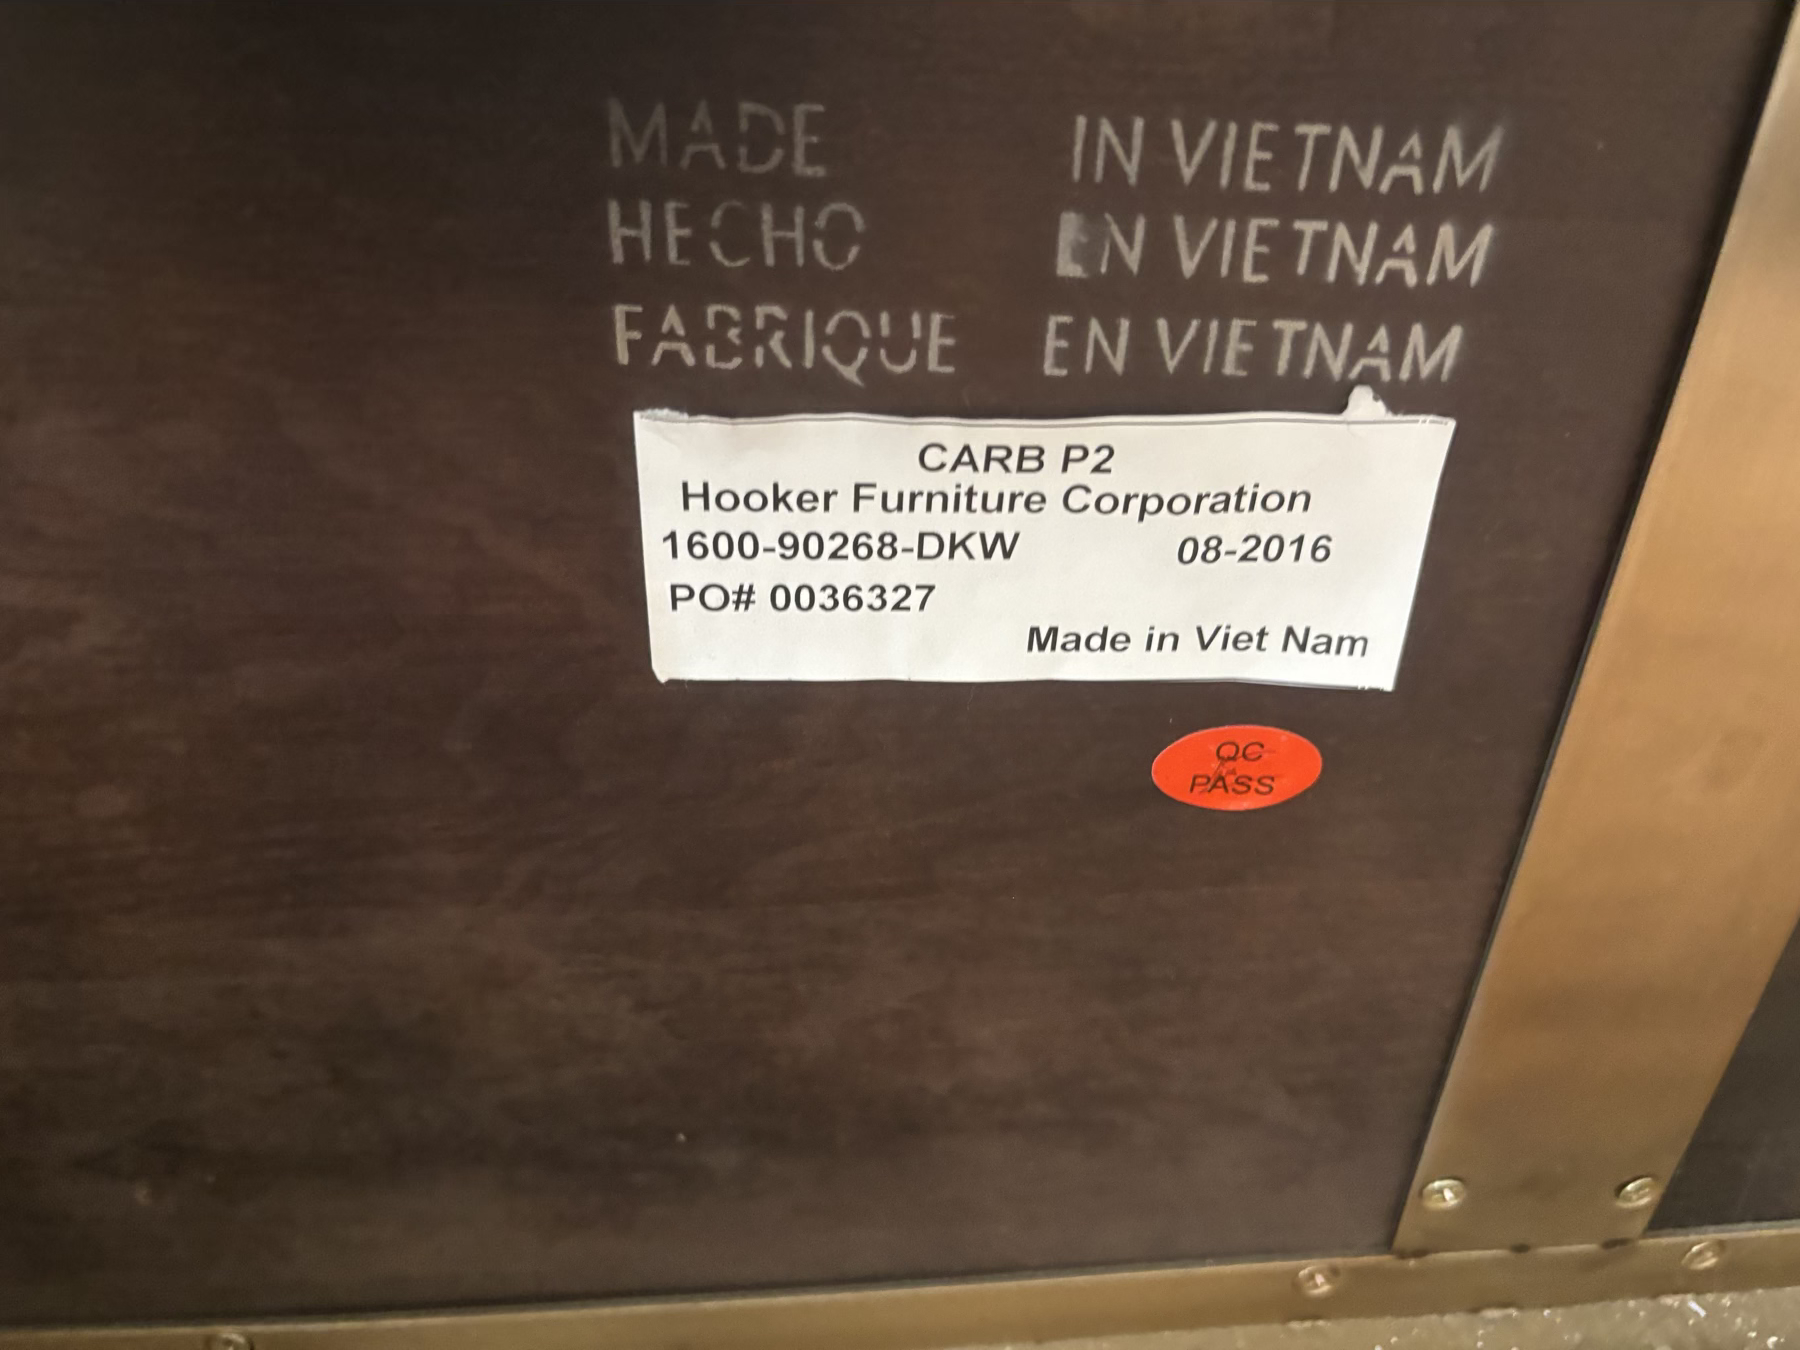 MADE IN VIETNAM
HECHO EN VIETNAM
FABRIQUE EN VIETNAM
CARB P2
Hooker Furniture Corporation
1600-90268-DKW 08-2016
PO# 0036327
Made in Viet Nam
QC
PASS